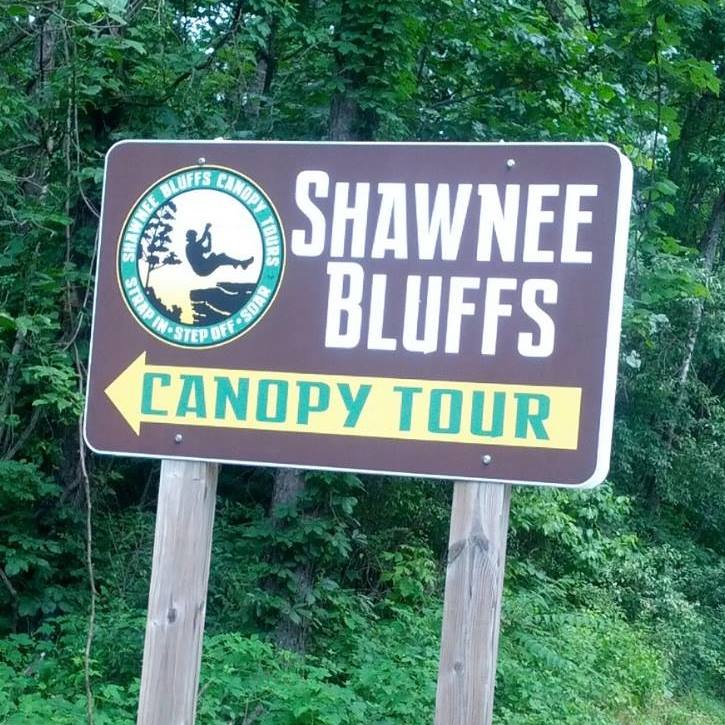 SHAWNEE BLUFFS CANOPY TOURS
STRAP IN • STEP OFF • SOAR
SHAWNEE
BLUFFS
CANOPY TOUR